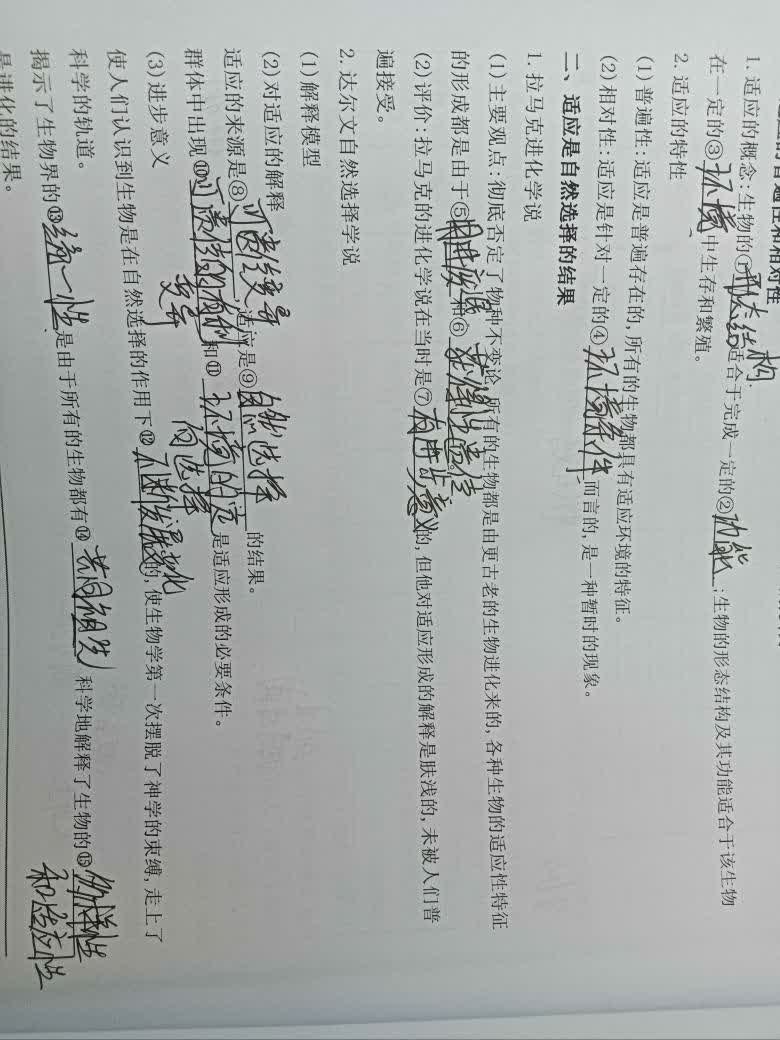 普遍性和相对性
1. 适应的概念:生物的①形态结构适合于完成一定的②功能;生物的形态结构及其功能适合于该生物
在一定的③环境中生存和繁殖。
2. 适应的特性
(1)普遍性:适应是普遍存在的,所有的生物都具有适应环境的特征。
(2)相对性:适应是针对一定的④环境条件而言的,是一种暂时的现象。
二、适应是自然选择的结果
1. 拉马克进化学说
(1)主要观点:彻底否定了物种不变论,所有的生物都是由更古老的生物进化来的,各种生物的适应性特征
的形成都是由于⑤用进废退和⑥获得性遗传。
(2)评价:拉马克的进化学说在当时是⑦有进步意义的,但他对适应形成的解释是肤浅的,未被人们普
遍接受。
2. 达尔文自然选择学说
(1)解释模型
(2)对适应的解释
适应的来源是⑧可遗传变异,适应是⑨自然选择的结果。
群体中出现⑩可遗传的有利变异和⑪环境的定向选择是适应形成的必要条件。
(3)进步意义
使人们认识到生物是在自然选择的作用下⑫不断发展变化的,使生物学第一次摆脱了神学的束缚,走上了
科学的轨道。
揭示了生物界的⑬统一性是由于所有的生物都有⑭共同祖先 科学地解释了生物的⑮多样性和适应性
是进化的结果。